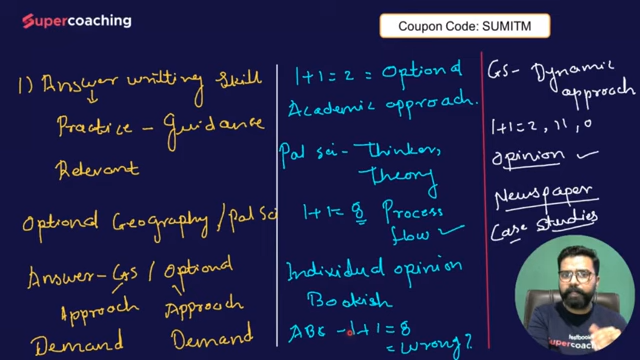 Supercoaching
Coupon Code: SUMITM
1) Answer writing skill
Practice - Guidance
Relevant
Optional Geography/Pol Sci
Answer - GS / Optional
Approach Approach
Demand Demand
1+1=2 = Optional
Academic approach.
Pol sci - Thinker,
Theory
1+1=8 Process
flow
Individual opinion
Bookish
ABC - 1+1=8
= wrong?
GS - Dynamic
approach
1+1=2, 11, 0
Opinion
Newspaper
Case studies